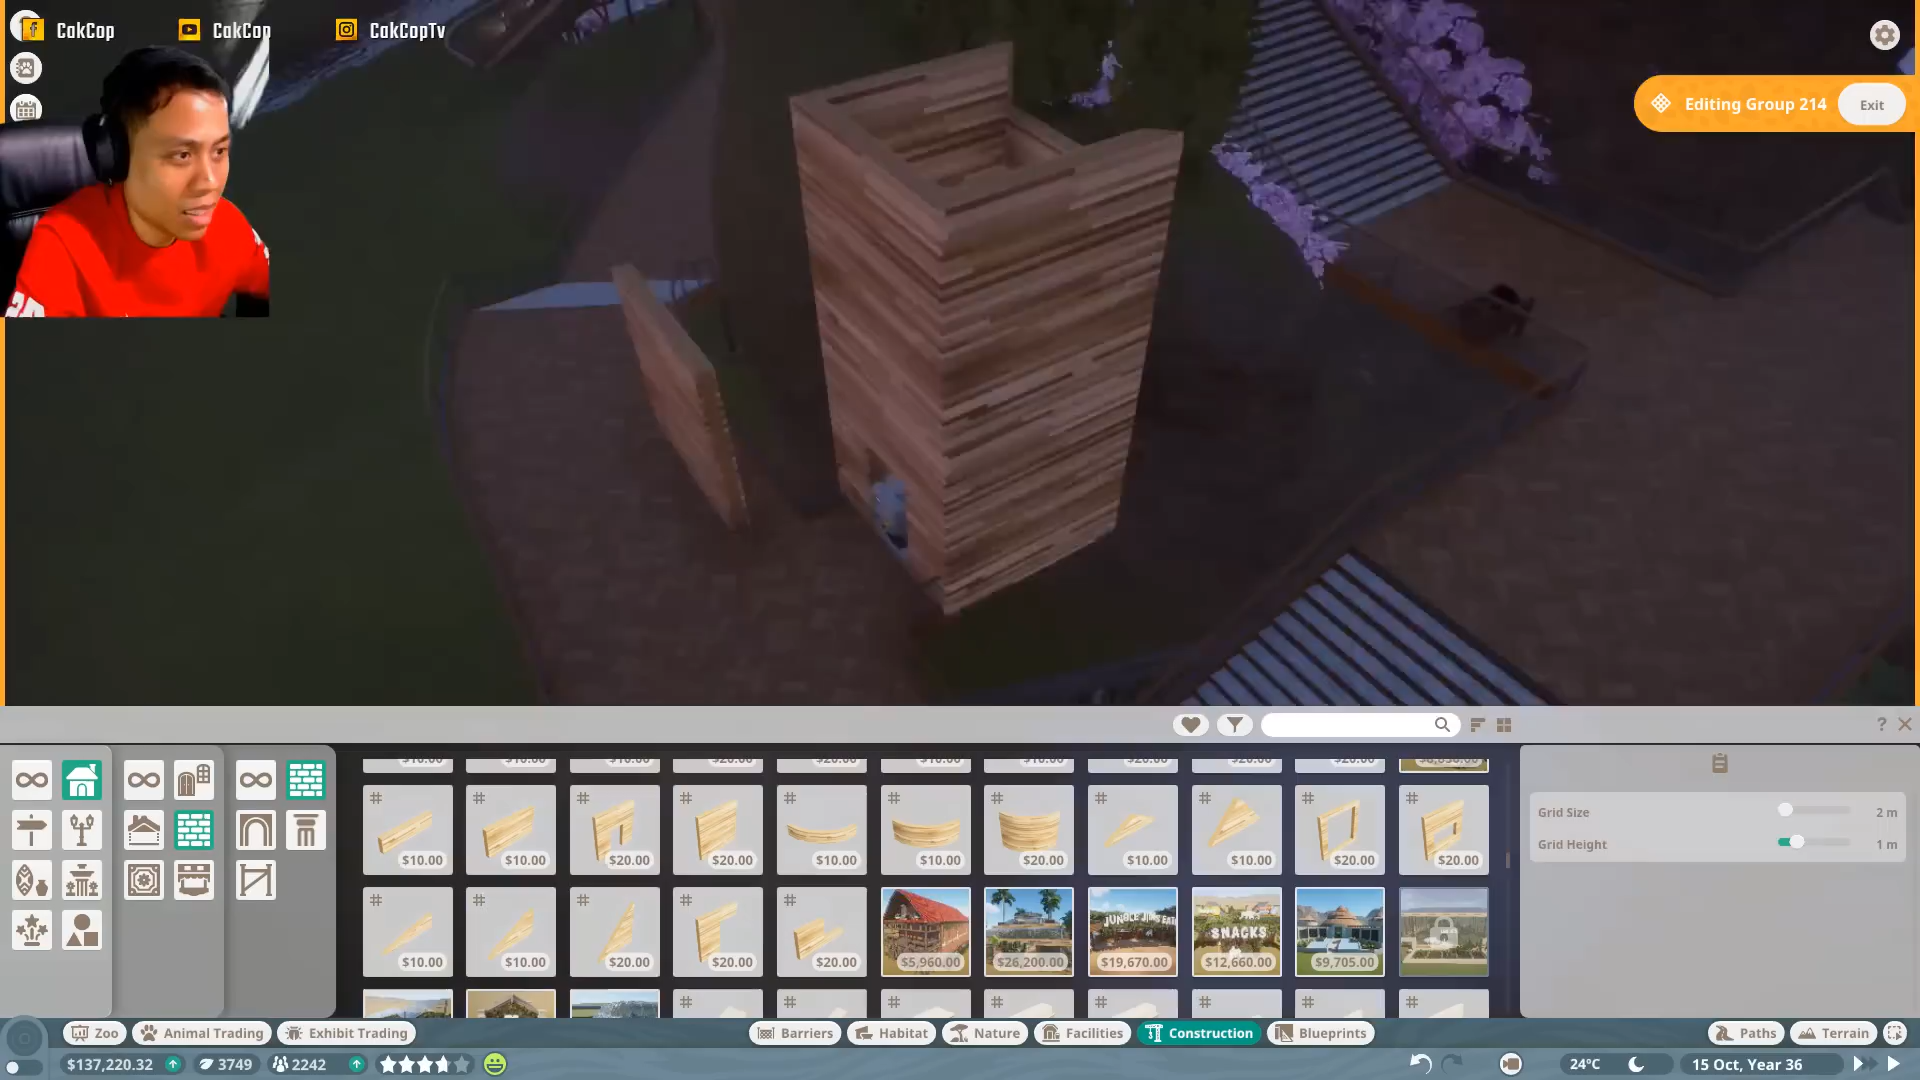 CakCop CakCop CakCopTv
Editing Group 214 Exit
Grid Size 2 m
Grid Height 1 m
$10.00 $10.00 $20.00 $20.00 $10.00 $10.00 $20.00 $10.00 $10.00 $20.00 $20.00
$10.00 $10.00 $20.00 $20.00 $20.00 $5,960.00 $26,200.00 $19,670.00 $12,660.00 $9,705.00
SNACKS
Zoo Animal Trading Exhibit Trading Barriers Habitat Nature Facilities Construction Blueprints Paths Terrain
$137,220.32 3749 2242 24°C 15 Oct, Year 36